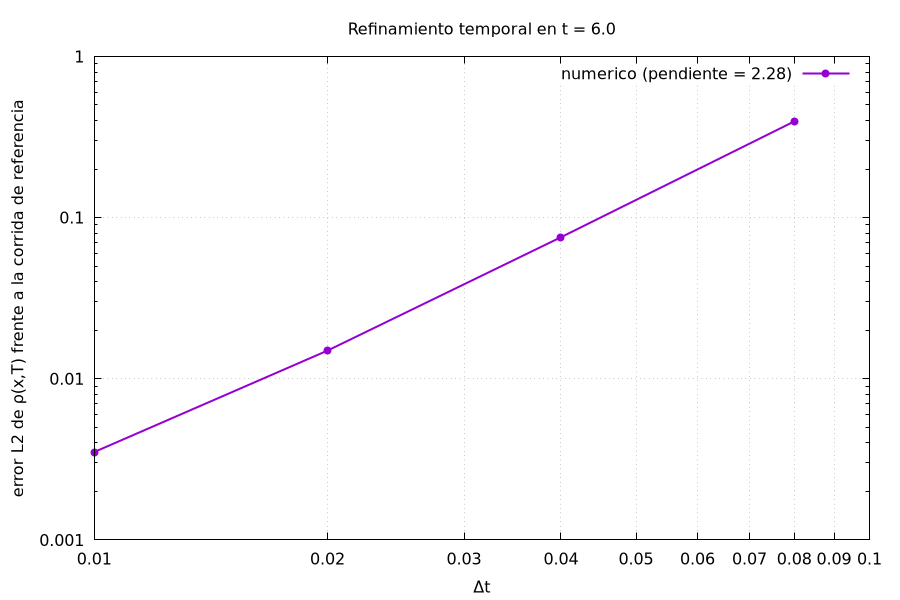 Refinamiento temporal en t = 6.0
numerico (pendiente = 2.28)
error L2 de ρ(x,T) frente a la corrida de referencia
1
0.1
0.01
0.001
0.01 0.02 0.03 0.04 0.05 0.06 0.07 0.08 0.09 0.1
Δt